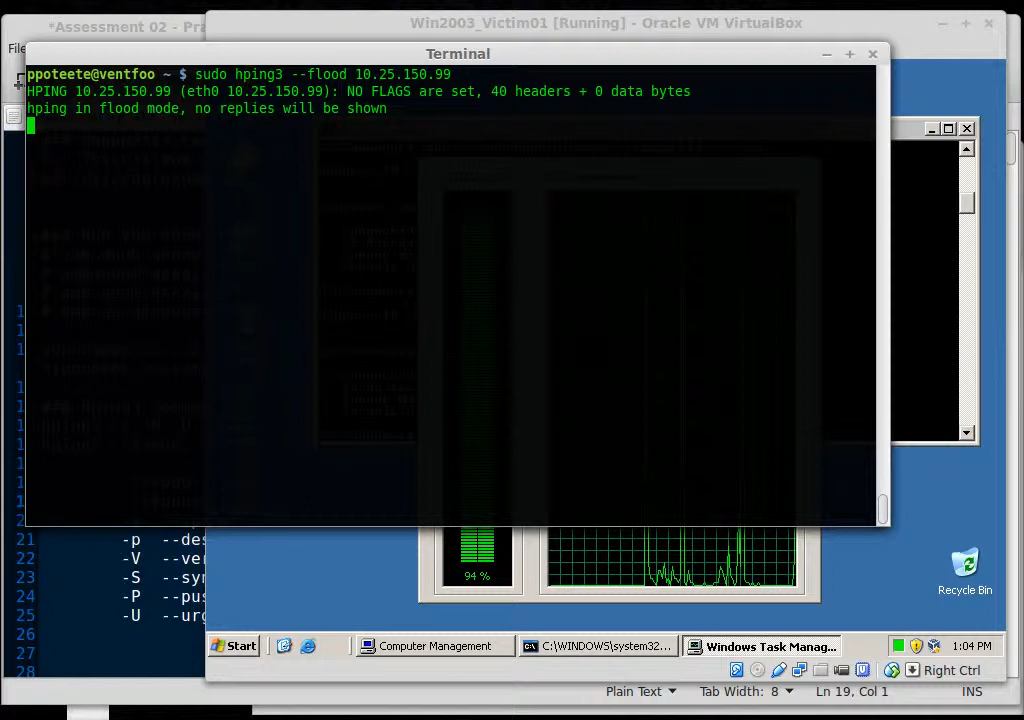 *Assessment 02 - Pra
Win2003_Victim01 [Running] - Oracle VM VirtualBox
File
Terminal
ppoteete@ventfoo ~ $ sudo hping3 --flood 10.25.150.99
HPING 10.25.150.99 (eth0 10.25.150.99): NO FLAGS are set, 40 headers + 0 data bytes
hping in flood mode, no replies will be shown
21 -p --des
22 -V --ver
23 -S --syn
24 -P --pus
25 -U --urg
26
27
28
94 %
Recycle Bin
Start
Computer Management
C:\WINDOWS\system32...
Windows Task Manag...
1:04 PM
Right Ctrl
Plain Text
Tab Width: 8
Ln 19, Col 1
INS